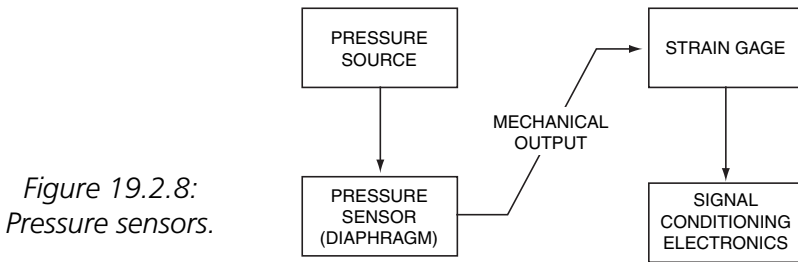 PRESSURE
SOURCE
STRAIN GAGE
MECHANICAL
OUTPUT
Figure 19.2.8:
Pressure sensors.
PRESSURE
SENSOR
(DIAPHRAGM)
SIGNAL
CONDITIONING
ELECTRONICS